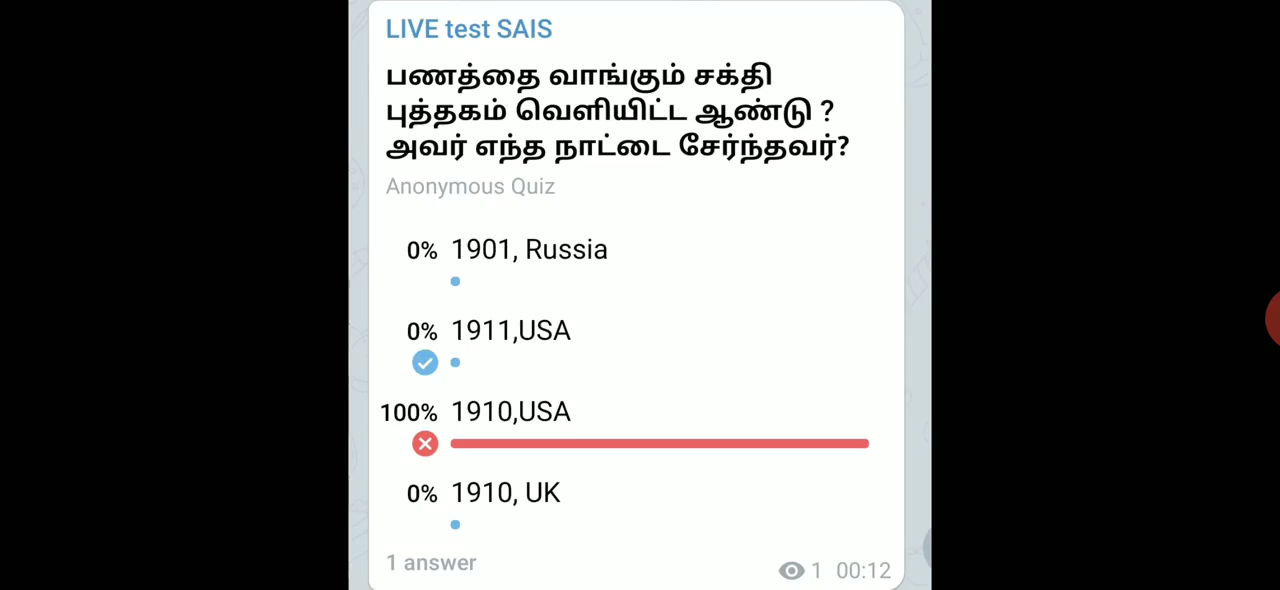 LIVE test SAIS
பணத்தை வாங்கும் சக்தி
புத்தகம் வெளியிட்ட ஆண்டு ?
அவர் எந்த நாட்டை சேர்ந்தவர்?
Anonymous Quiz
0% 1901, Russia
0% 1911,USA
100% 1910,USA
0% 1910, UK
1 answer
1 00:12